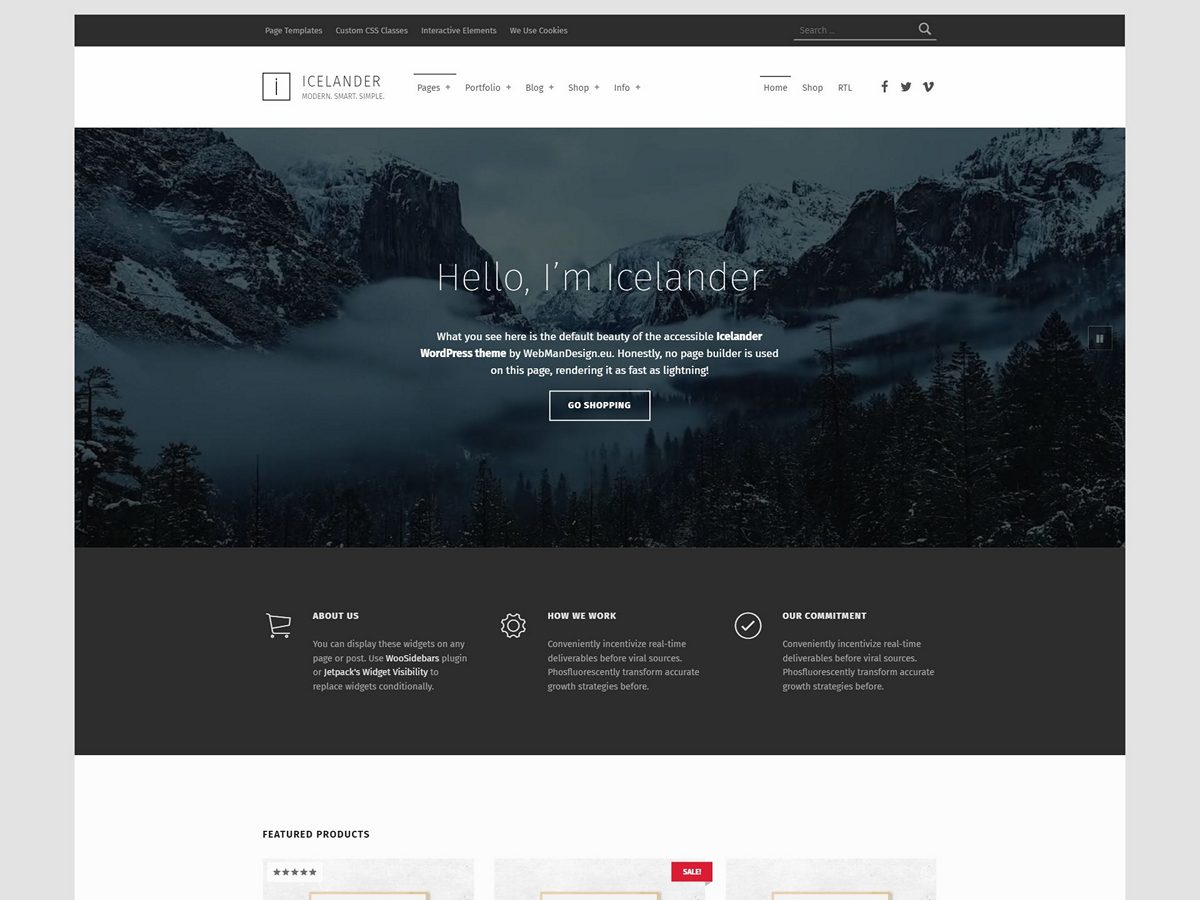 Page Templates Custom CSS Classes Interactive Elements We Use Cookies Search ...
i ICELANDER
MODERN. SMART. SIMPLE.
Pages + Portfolio + Blog + Shop + Info + Home Shop RTL
Hello, I'm Icelander
What you see here is the default beauty of the accessible Icelander
WordPress theme by WebManDesign.eu. Honestly, no page builder is used
on this page, rendering it as fast as lightning!
GO SHOPPING
ABOUT US
You can display these widgets on any
page or post. Use WooSidebars plugin
or Jetpack's Widget Visibility to
replace widgets conditionally.
HOW WE WORK
Conveniently incentivize real-time
deliverables before viral sources.
Phosfluorescently transform accurate
growth strategies before.
OUR COMMITMENT
Conveniently incentivize real-time
deliverables before viral sources.
Phosfluorescently transform accurate
growth strategies before.
FEATURED PRODUCTS
SALE!